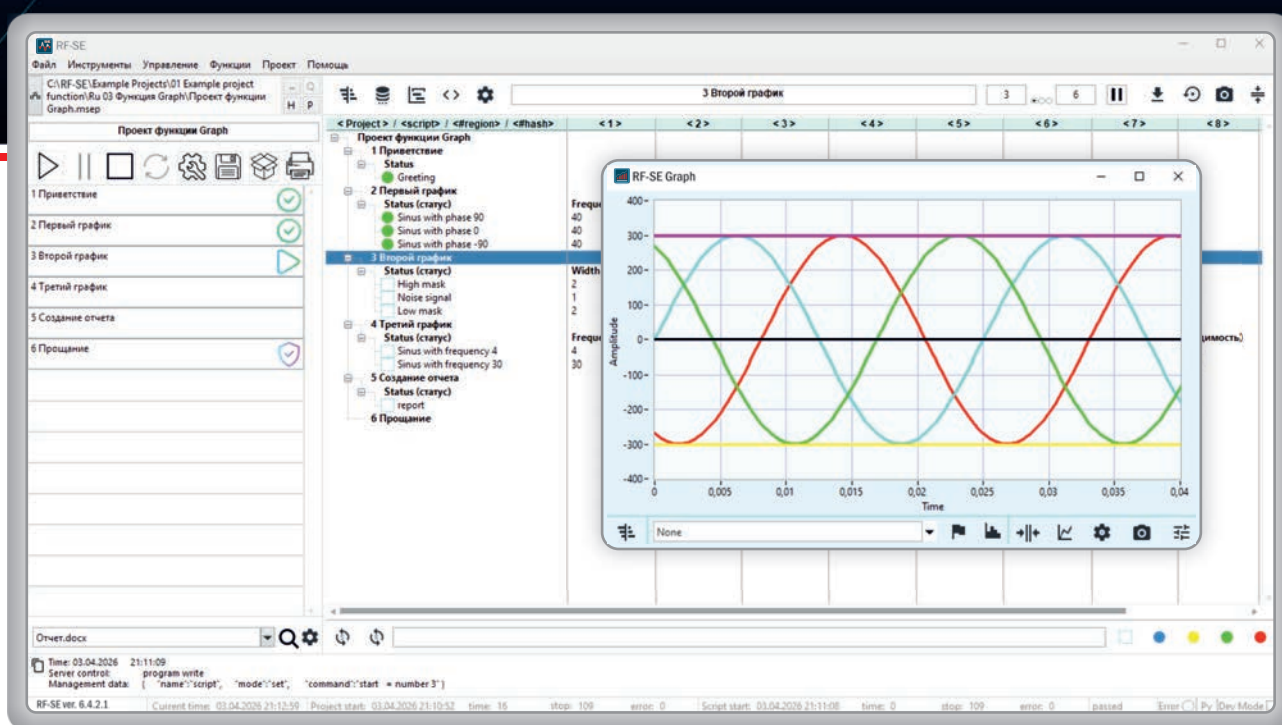 RF-SE
Файл Инструменты Управление Функции Проект Помощь
C:\RF-SE\Example Projects\01 Example project
function\Ru 03 Функция Graph\Проект функции
Graph.msep
Н Р
3 Второй график
3 6
Проект функции Graph
<Project> / <script> / <#region> / <#hash> <1> <2> <3> <4> <5> <6> <7> <8>
1 Приветствие
2 Первый график
3 Второй график
4 Третий график
5 Создание отчета
6 Прощание
Проект функции Graph
1 Приветствие
Status
Greeting
2 Первый график
Status (статус) Frequ
Sinus with phase 90 40
Sinus with phase 0 40
Sinus with phase -90 40
3 Второй график
Status (статус) Width
High mask 2
Noise signal 1
Low mask 2
4 Третий график
Status (статус) Frequ имость)
Sinus with frequency 4 4
Sinus with frequency 30 30
5 Создание отчета
Status (статус)
report
6 Прощание
RF-SE Graph
Amplitude
400
300
200
100
0
-100
-200
-300
-400
0 0,005 0,01 0,015 0,02 0,025 0,03 0,035 0,04
Time
None
Отчет.docx
Time: 03.04.2026 21:11:09
Server control: program write
Management data: { "name":"script", "mode":"set", "command":"start = number 3" }
RF-SE ver. 6.4.2.1 Current time: 03.04.2026 21:12:59 Project start: 03.04.2026 21:10:52 time: 16 stop: 109 error: 0 Script start: 03.04.2026 21:11:08 time: 0 stop: 109 error: 0 passed Error Py Dev Mode